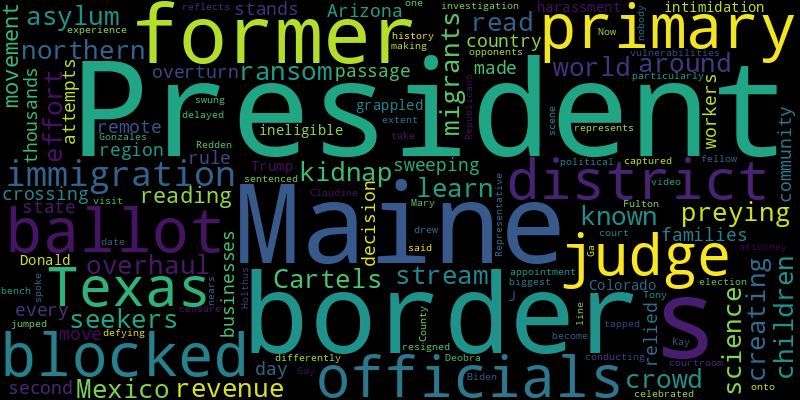 former
primary
President
Maine
border
s
judge
district
ballot
Texas
blocked
officials
immigration
asylum
stands
Arizona
read
harassment
intimidation
investigation
one
reflects
experience
movement
northern
overturn
ransom
passage
country
opponents
history
making
Now
nobody
vulnerabilities
world
around
particularly
made
migrants
Republicans
workers
community
thousands
effort
attempts
remote
Gonzales
region
swung
delayed
Redden
rule
ineligible
grappled
extent
take
scene
represents
fellow
crossing
visit
reading
state
Trump
sentenced
kidnap
sweeping
learn
political
captured
video
Claudine
Mary
drew
said
decision
Representative
known
Fulton
preying
court
Ga
families
attorney
Donald
date
overhaul
businesses
Cartels
stream
appointment
biggest
Colorado
election
J
Tony
bench
spoke
every
seekers
censure
nears
Holthus
jumped
move
defying
County
line
tapped
relied
Kay
courtroom
science
creating
children
differently
resigned
Deobra
become
conducting
second
Mexico
revenue
day
Gay
Biden
crowd
celebrated
onto